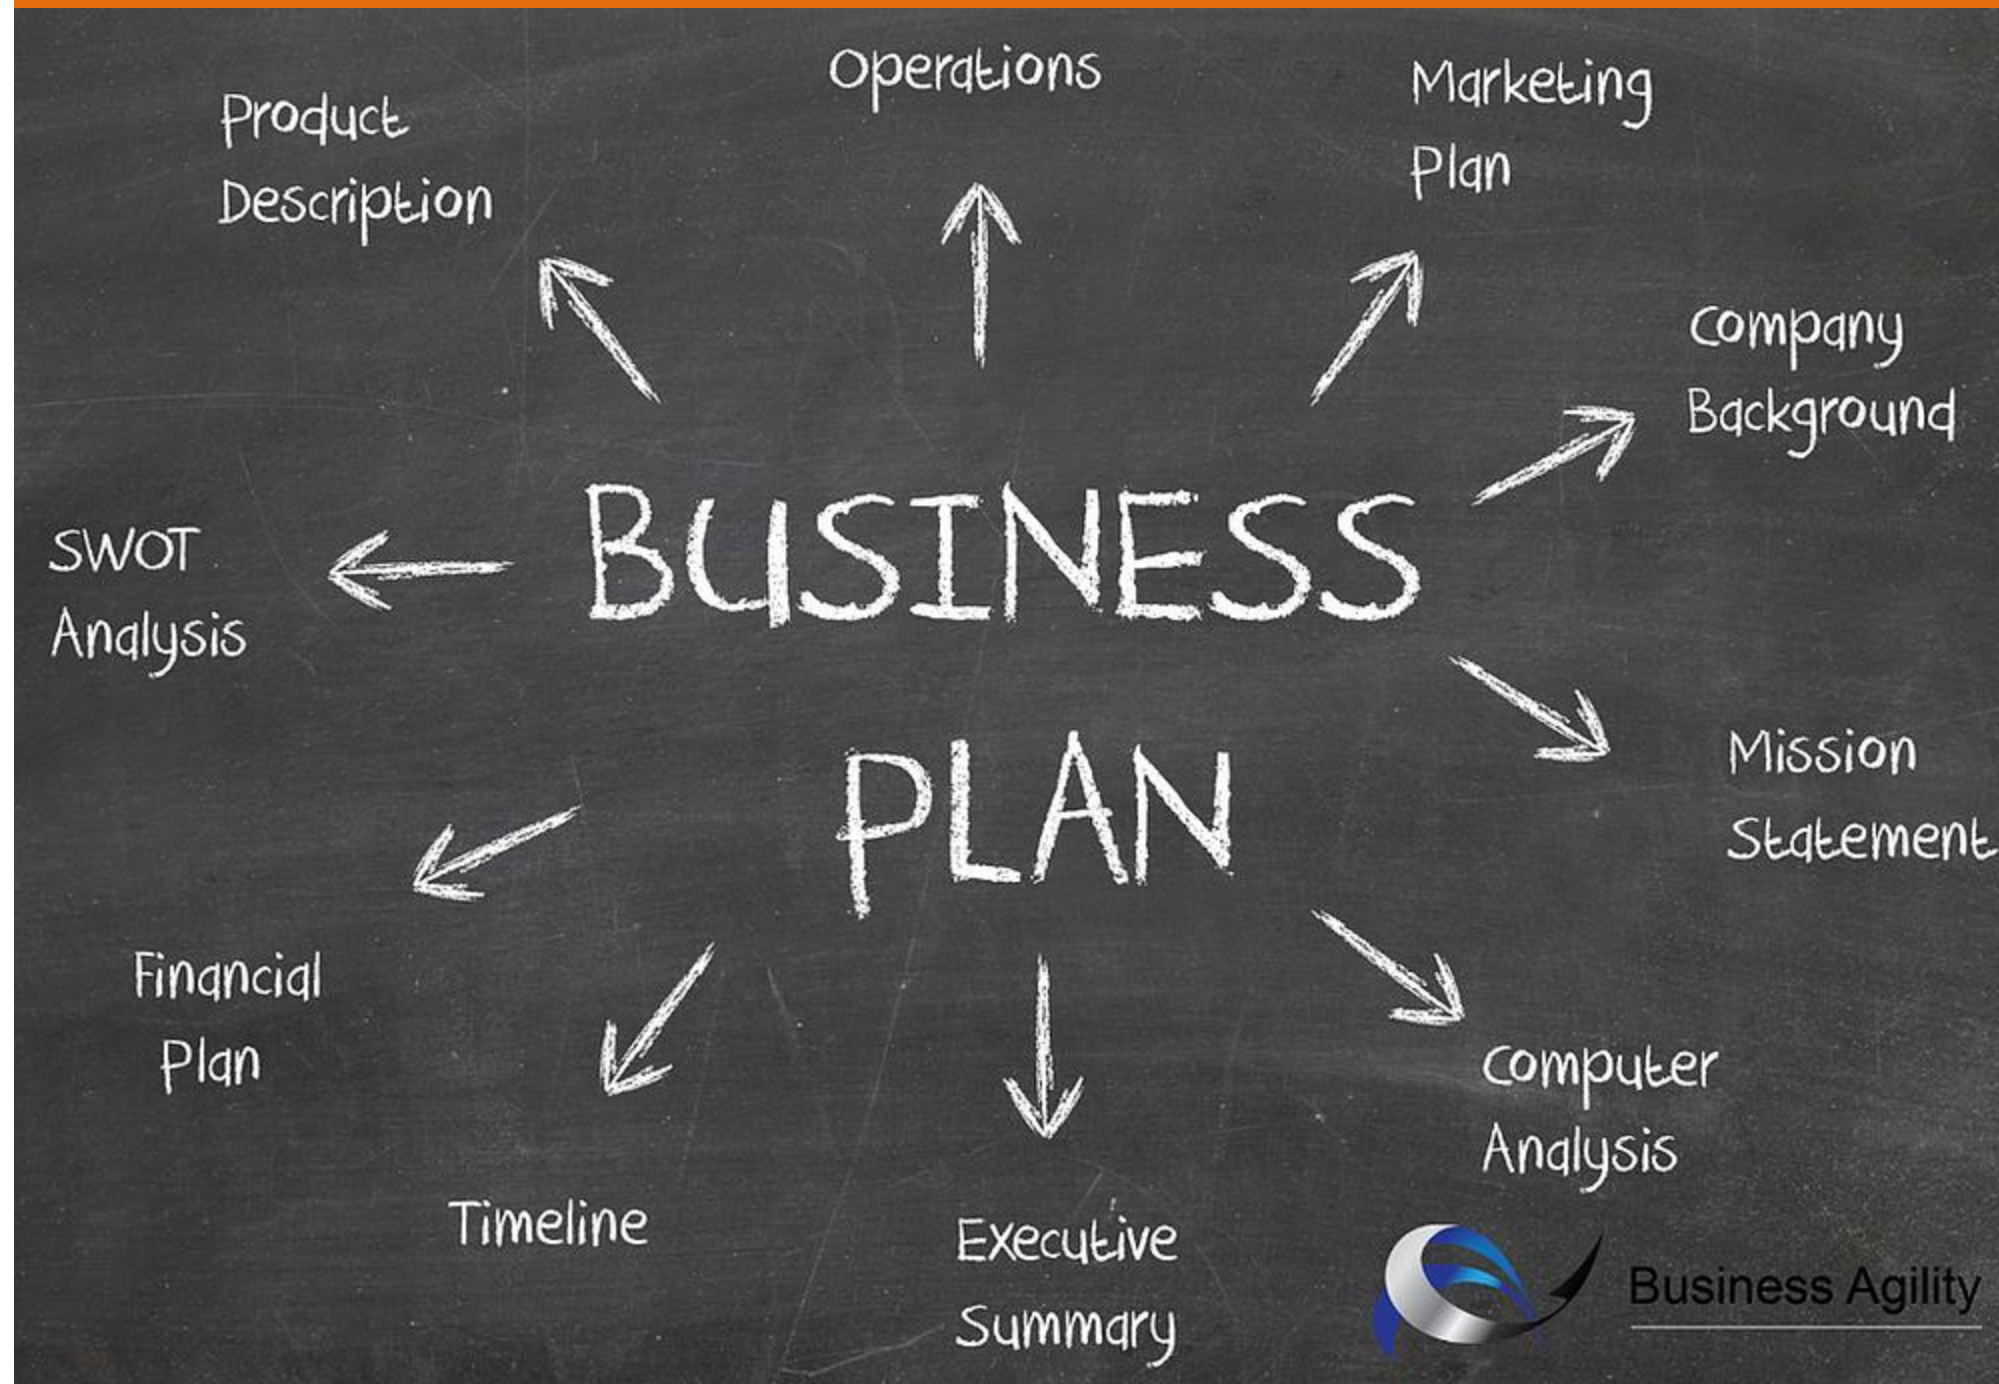 Operations
Product
Description
Marketing
Plan
Company
Background
BUSINESS
SWOT
Analysis
PLAN
Mission
Statement
Financial
Plan
Computer
Analysis
Timeline
Executive
Summary
Business Agility